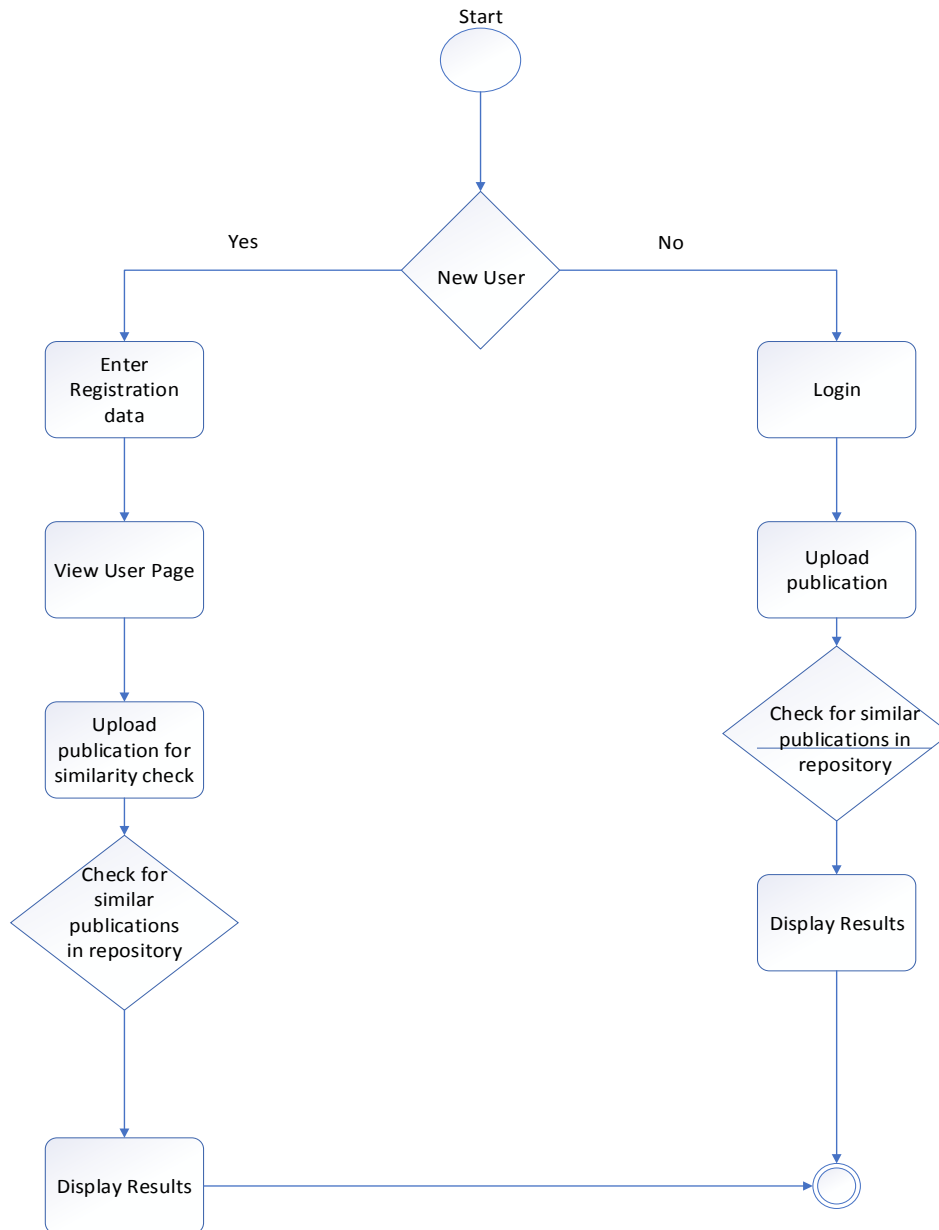 Start
Yes
No
New User
Enter
Registration
data
Login
View User Page
Upload
publication
Upload
publication for
similarity check
Check for similar
publications in
repository
Check for
similar
publications
in repository
Display Results
Display Results